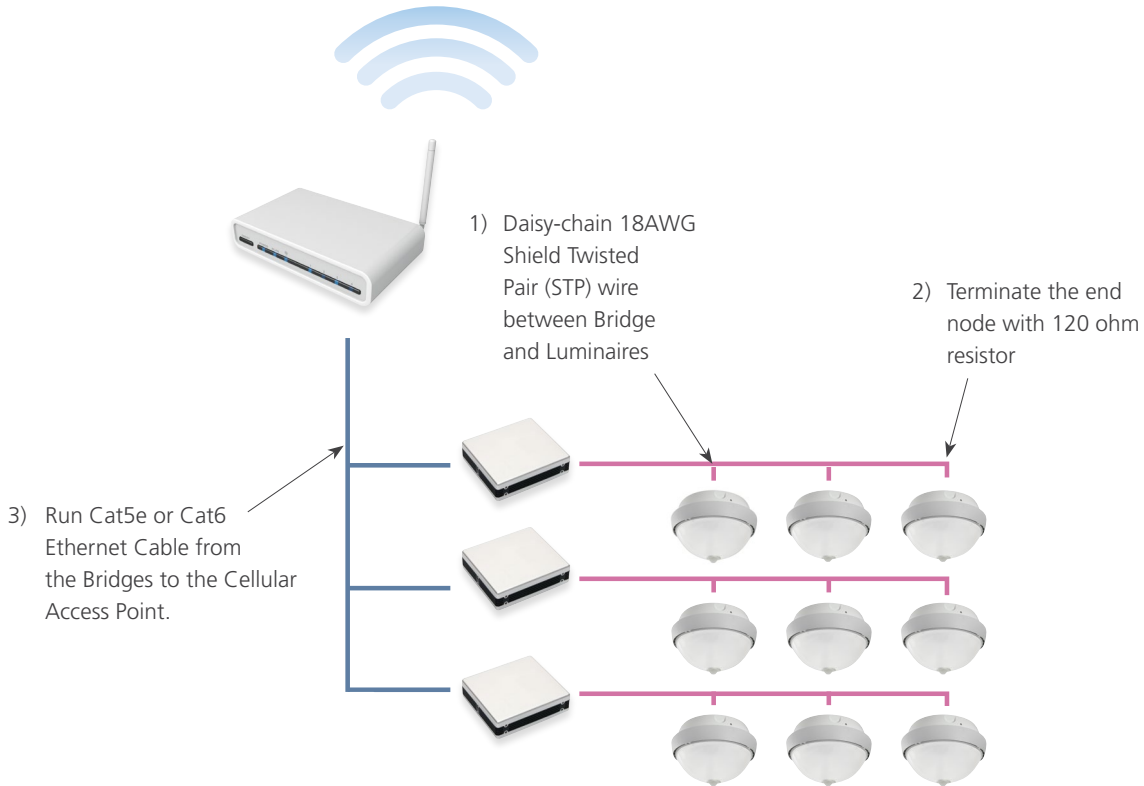 1) Daisy-chain 18AWG
Shield Twisted
Pair (STP) wire
between Bridge
and Luminaires
2) Terminate the end
node with 120 ohm
resistor
3) Run Cat5e or Cat6
Ethernet Cable from
the Bridges to the Cellular
Access Point.